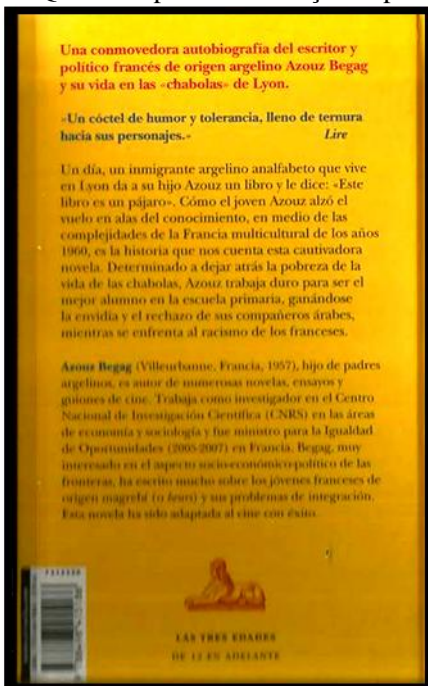 Una conmovedora autobiografía del escritor y
político francés de origen argelino Azouz Begag
y su vida en las «chabolas» de Lyon.
«Un cóctel de humor y tolerancia, lleno de ternura
hacia sus personajes.» Lire
Un día, un inmigrante argelino analfabeto que vive
en Lyon da a su hijo Azouz un libro y le dice: «Este
libro es un pájaro». Cómo el joven Azouz alzó el
vuelo en alas del conocimiento, en medio de las
complejidades de la Francia multicultural de los años
1960, es la historia que nos cuenta esta cautivadora
novela. Determinado a dejar atrás la pobreza de la
vida de las chabolas, Azouz trabaja duro para ser el
mejor alumno en la escuela primaria, ganándose
la envidia y el rechazo de sus compañeros árabes,
mientras se enfrenta al racismo de los franceses.
Azouz Begag (Villeurbanne, Francia, 1957), hijo de padres
argelinos, es autor de numerosas novelas, ensayos y
guiones de cine. Trabaja como investigador en el Centro
Nacional de Investigación Científica (CNRS) en las áreas
de economía y sociología y fue ministro para la Igualdad
de Oportunidades (2005-2007) en Francia. Begag, muy
interesado en el aspecto socio-económico-político de las
fronteras, ha escrito mucho sobre los jóvenes franceses de
origen magrebí (o beurs) y sus problemas de integración.
Esta novela ha sido adaptada al cine con éxito.
LAS TRES EDADES
DE 12 EN ADELANTE